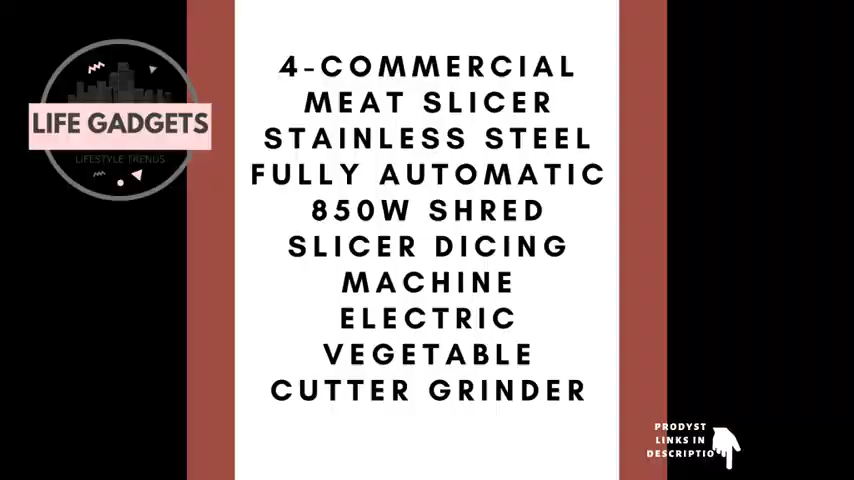 LIFE GADGETS
LIFESTYLE TRENDS
4-COMMERCIAL
MEAT SLICER
STAINLESS STEEL
FULLY AUTOMATIC
850W SHRED
SLICER DICING
MACHINE
ELECTRIC
VEGETABLE
CUTTER GRINDER
PRODYST
LINKS IN
DESCRIPTIO